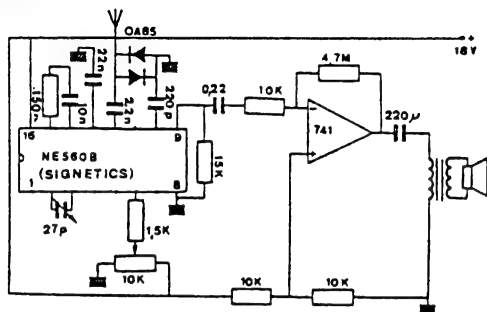 OA85
+
18V
22n
150n
10n
2,2n
220p
0,22
10K
4,7M
220µ
16
9
NE560B
(SIGNETICS)
1
8
15K
741
27p
1,5K
10K
10K
10K